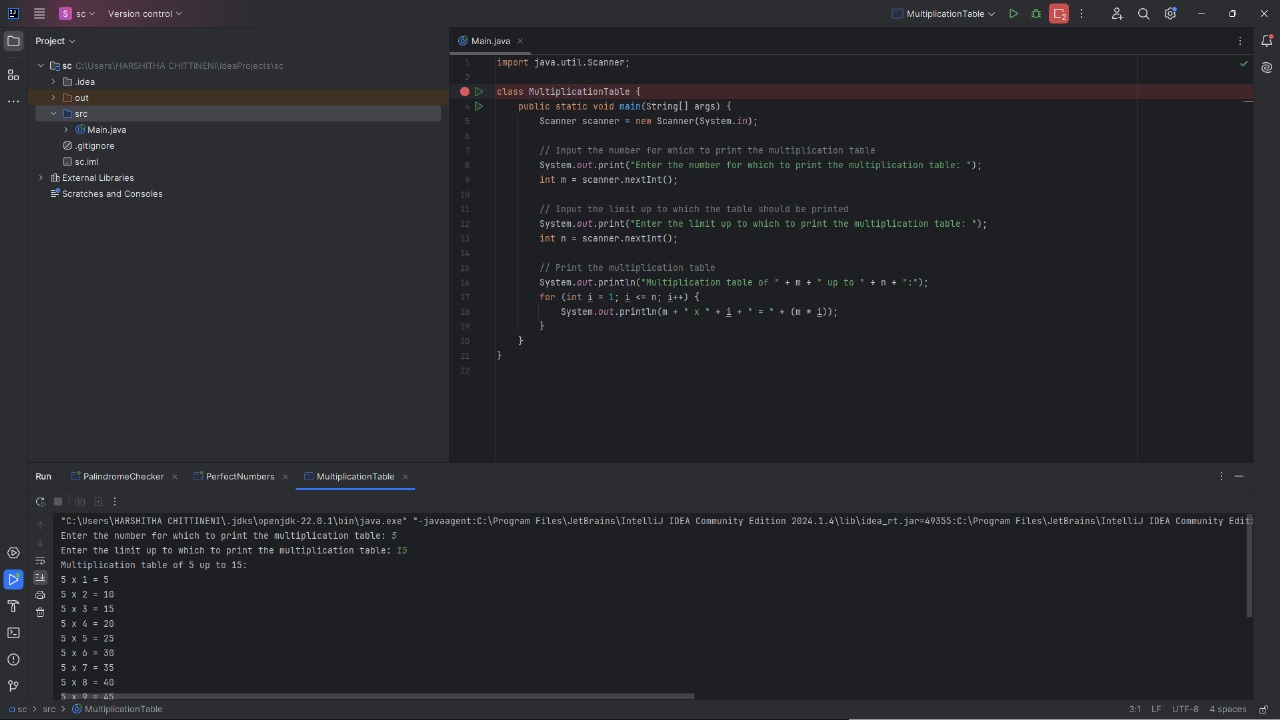 S sc Version control MultiplicationTable 2
Project Main.java
sc C:\Users\HARSHITHA CHITTINENI\IdeaProjects\sc
.idea
out
src
Main.java
.gitignore
sc.iml
External Libraries
Scratches and Consoles
1 import java.util.Scanner;
2
class MultiplicationTable {
4 public static void main(String[] args) {
5 Scanner scanner = new Scanner(System.in);
6
7 // Input the number for which to print the multiplication table
8 System.out.print("Enter the number for which to print the multiplication table: ");
9 int m = scanner.nextInt();
10
11 // Input the limit up to which the table should be printed
12 System.out.print("Enter the limit up to which to print the multiplication table: ");
13 int n = scanner.nextInt();
14
15 // Print the multiplication table
16 System.out.println("Multiplication table of " + m + " up to " + n + ":");
17 for (int i = 1; i <= n; i++) {
18 System.out.println(m + " x " + i + " = " + (m * i));
19 }
20 }
21 }
22
Run PalindromeChecker PerfectNumbers MultiplicationTable
"C:\Users\HARSHITHA CHITTINENI\.jdks\openjdk-22.0.1\bin\java.exe" "-javaagent:C:\Program Files\JetBrains\IntelliJ IDEA Community Edition 2024.1.4\lib\idea_rt.jar=49355:C:\Program Files\JetBrains\IntelliJ IDEA Community Edit
Enter the number for which to print the multiplication table: 5
Enter the limit up to which to print the multiplication table: 15
Multiplication table of 5 up to 15:
5 x 1 = 5
5 x 2 = 10
5 x 3 = 15
5 x 4 = 20
5 x 5 = 25
5 x 6 = 30
5 x 7 = 35
5 x 8 = 40
5 x 9 = 45
sc src MultiplicationTable 3:1 LF UTF-8 4 spaces